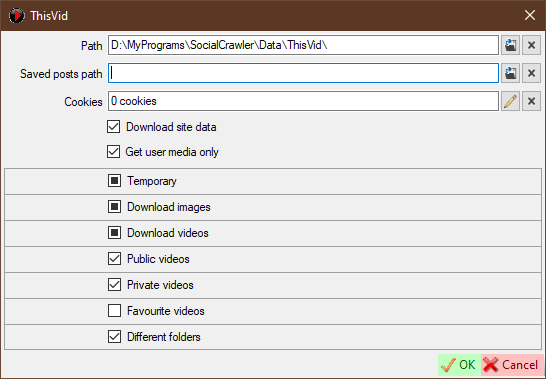 ThisVid
Path D:\MyPrograms\SocialCrawler\Data\ThisVid\
Saved posts path
Cookies 0 cookies
Download site data
Get user media only
Temporary
Download images
Download videos
Public videos
Private videos
Favourite videos
Different folders
OK Cancel